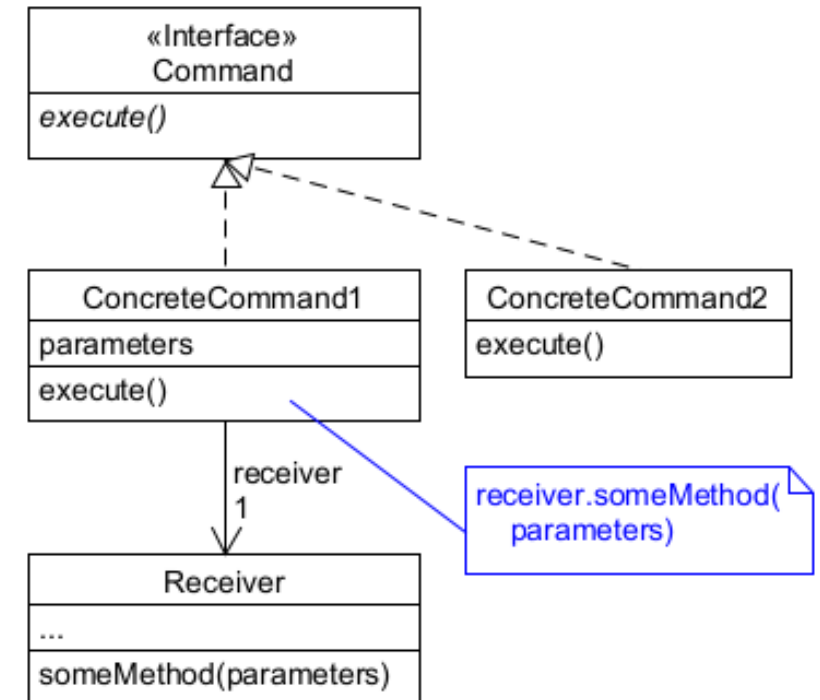 «Interface»
Command
execute()
ConcreteCommand1
parameters
execute()
ConcreteCommand2
execute()
receiver
1
receiver.someMethod(
parameters)
Receiver
...
someMethod(parameters)